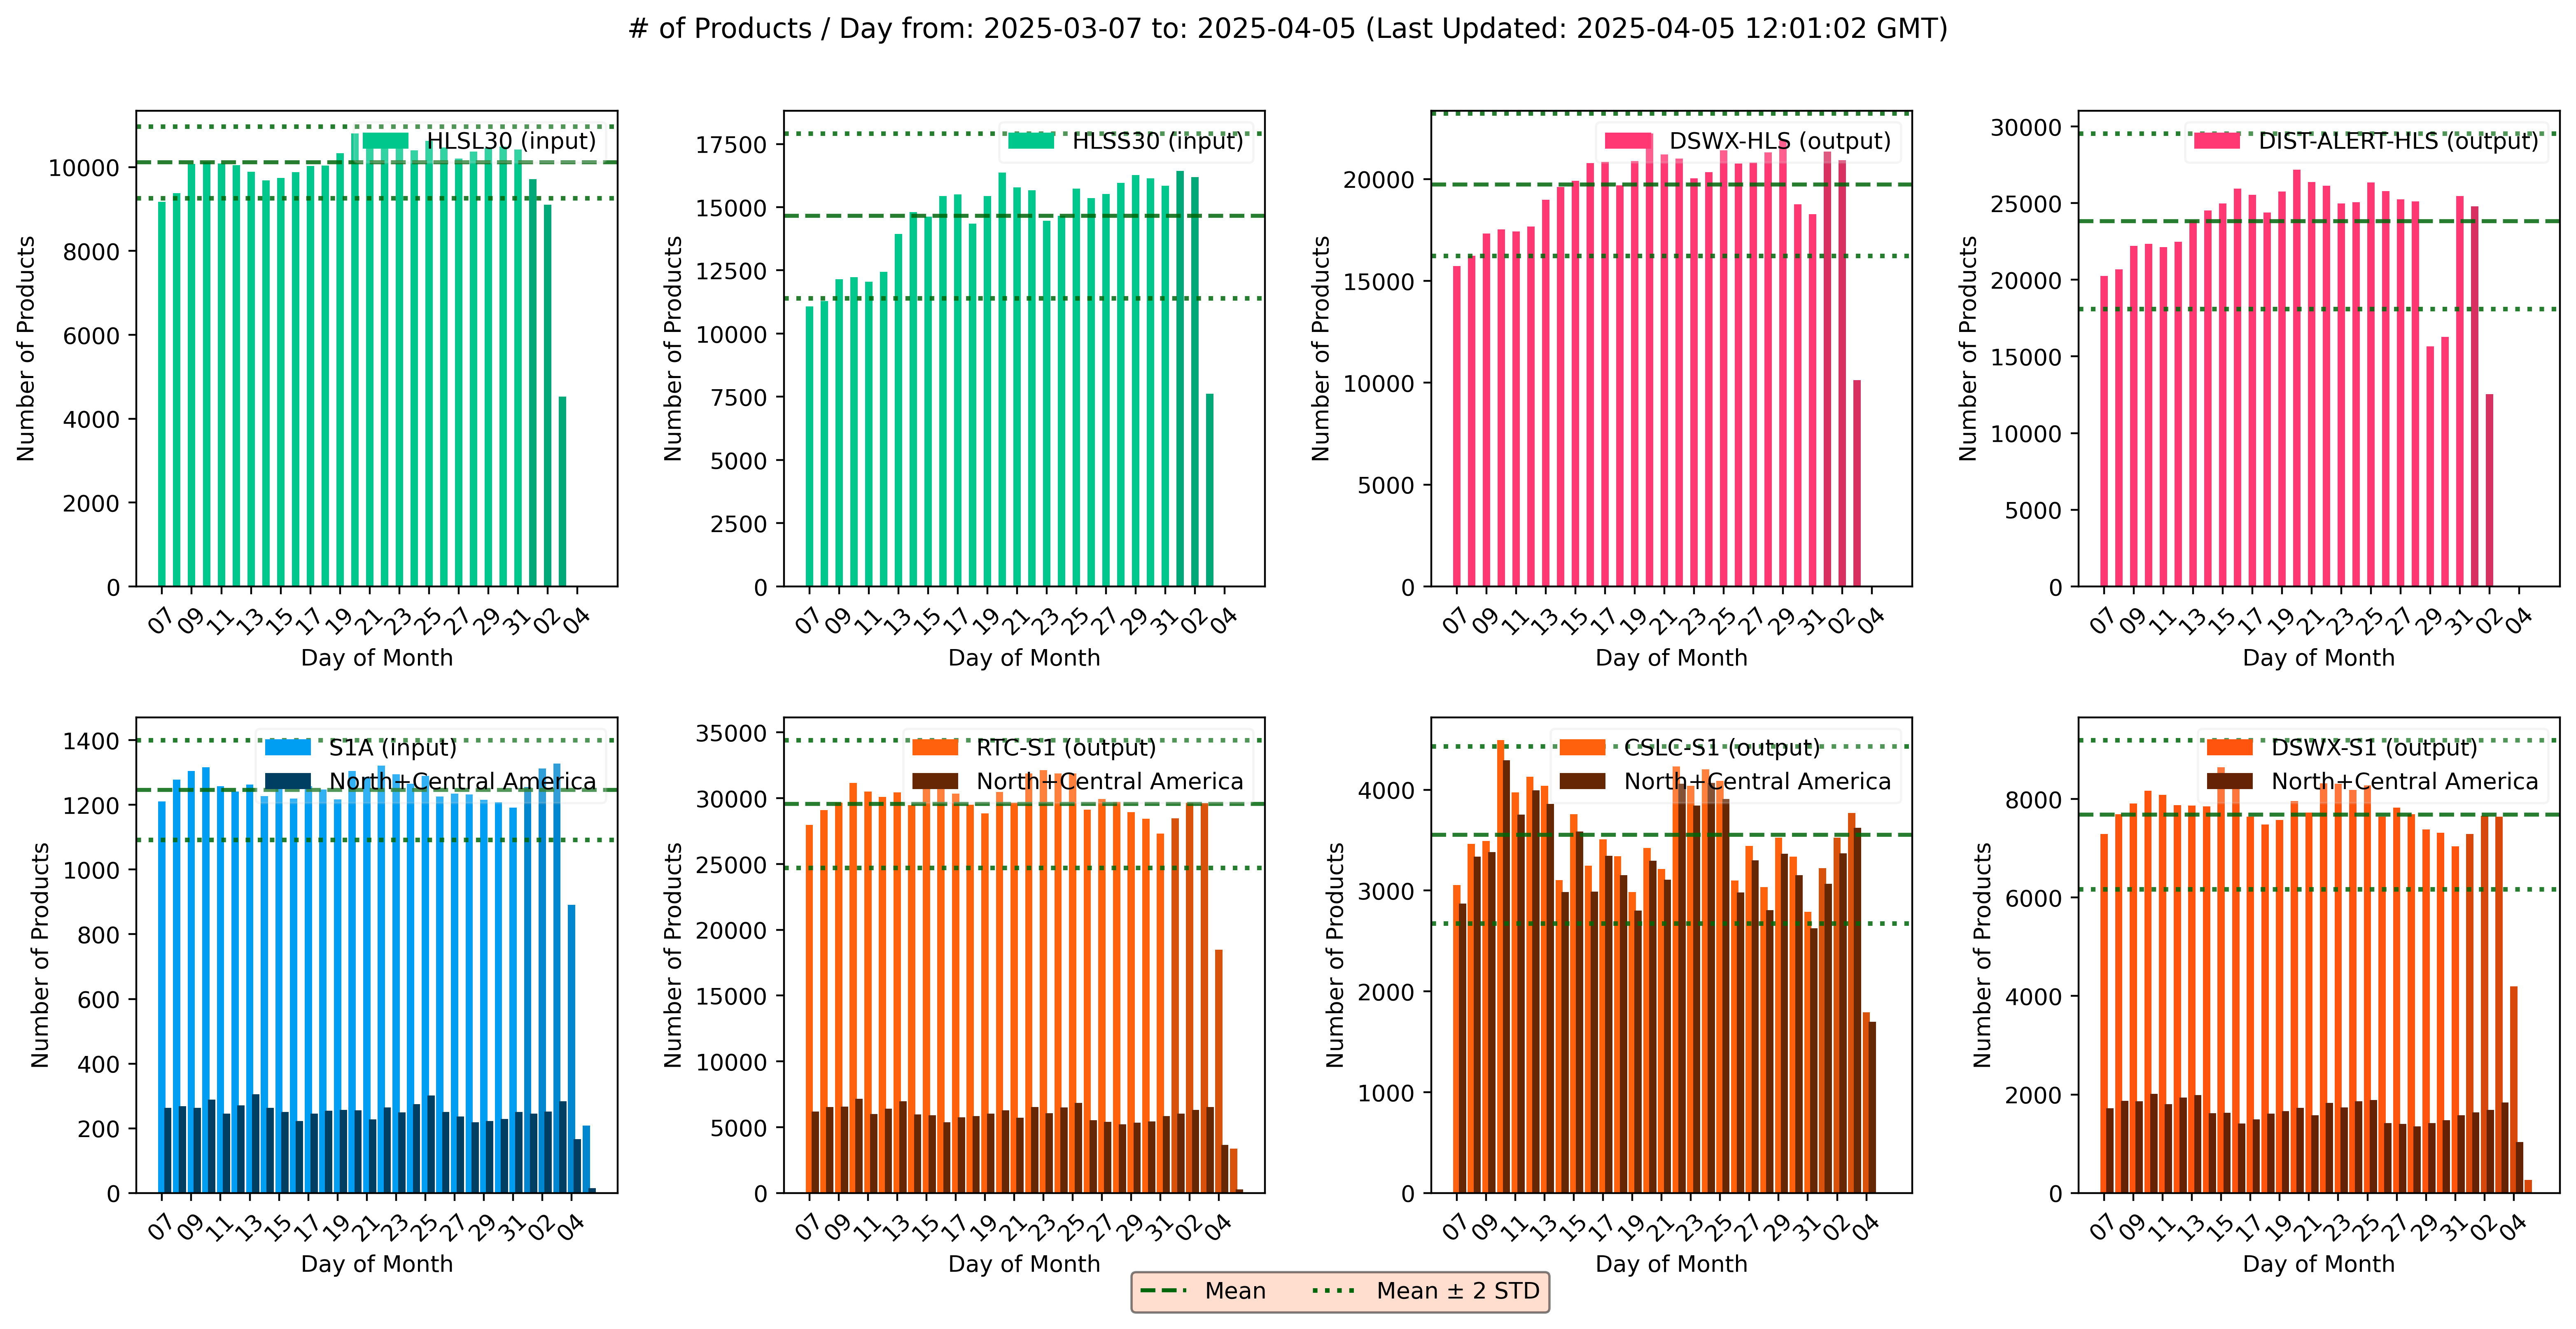 # of Products / Day from: 2025-03-07 to: 2025-04-05 (Last Updated: 2025-04-05 12:01:02 GMT)
HLSL30 (input)
Number of Products
10000
8000
6000
4000
2000
0
07 09 11 13 15 17 19 21 23 25 27 29 31 02 04
Day of Month
HLSS30 (input)
Number of Products
17500
15000
12500
10000
7500
5000
2500
0
07 09 11 13 15 17 19 21 23 25 27 29 31 02 04
Day of Month
DSWX-HLS (output)
Number of Products
20000
15000
10000
5000
0
07 09 11 13 15 17 19 21 23 25 27 29 31 02 04
Day of Month
DIST-ALERT-HLS (output)
Number of Products
30000
25000
20000
15000
10000
5000
0
07 09 11 13 15 17 19 21 23 25 27 29 31 02 04
Day of Month
S1A (input)
North+Central America
Number of Products
1400
1200
1000
800
600
400
200
0
07 09 11 13 15 17 19 21 23 25 27 29 31 02 04
Day of Month
RTC-S1 (output)
North+Central America
Number of Products
35000
30000
25000
20000
15000
10000
5000
0
07 09 11 13 15 17 19 21 23 25 27 29 31 02 04
Day of Month
CSLC-S1 (output)
North+Central America
Number of Products
4000
3000
2000
1000
0
07 09 11 13 15 17 19 21 23 25 27 29 31 02 04
Day of Month
DSWX-S1 (output)
North+Central America
Number of Products
8000
6000
4000
2000
0
07 09 11 13 15 17 19 21 23 25 27 29 31 02 04
Day of Month
Mean
Mean ± 2 STD